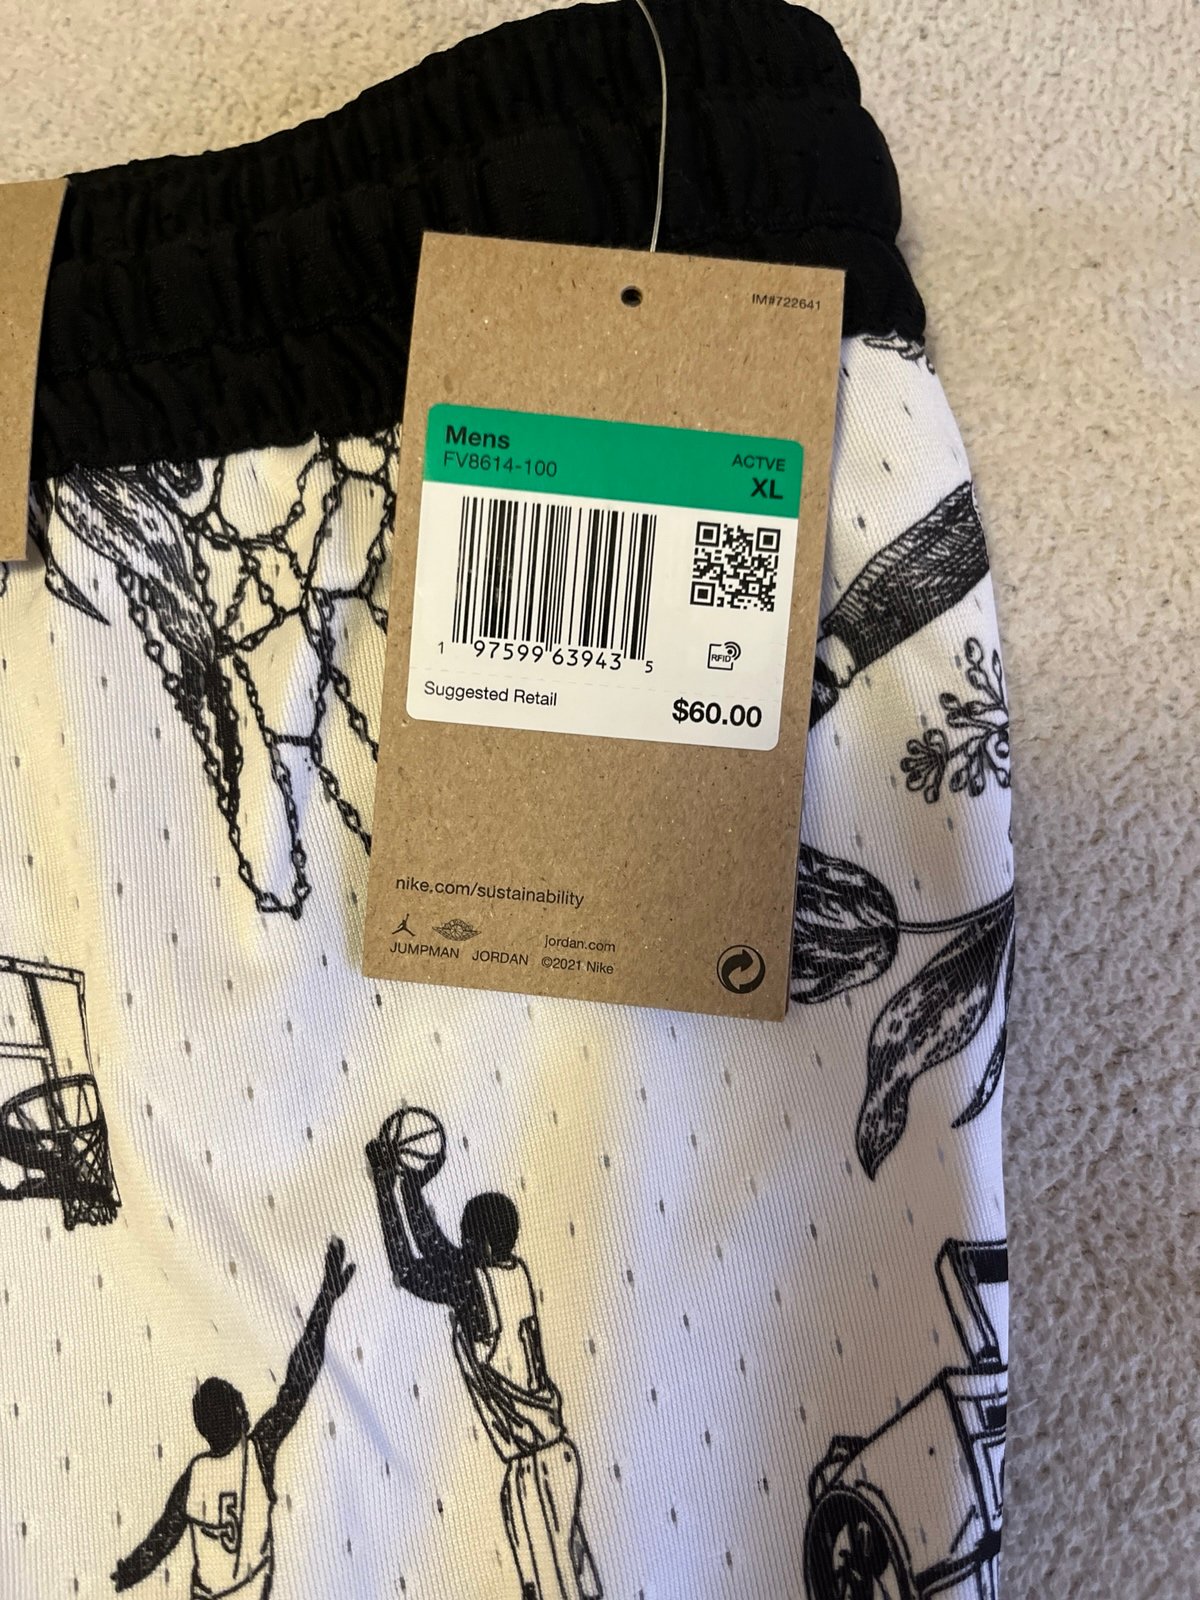 IM#722641
Mens
FV8614-100
ACTVE
XL
1 97599 63943 5
RFID
Suggested Retail
$60.00
nike.com/sustainability
jordan.com
JUMPMAN JORDAN ©2021 Nike
5